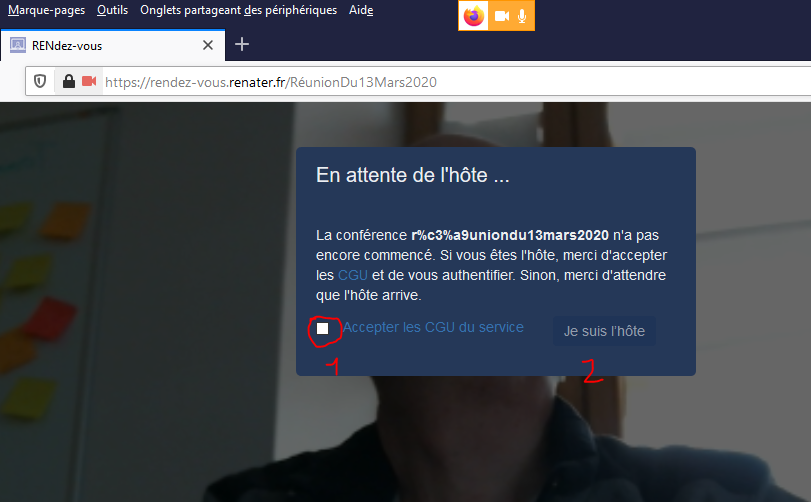 Marque-pages Outils Onglets partageant des périphériques Aide
RENdez-vous
https://rendez-vous.renater.fr/RéunionDu13Mars2020
En attente de l'hôte ...
La conférence r%c3%a9uniondu13mars2020 n'a pas
encore commencé. Si vous êtes l'hôte, merci d'accepter
les CGU et de vous authentifier. Sinon, merci d'attendre
que l'hôte arrive.
Accepter les CGU du service Je suis l'hôte
1 2